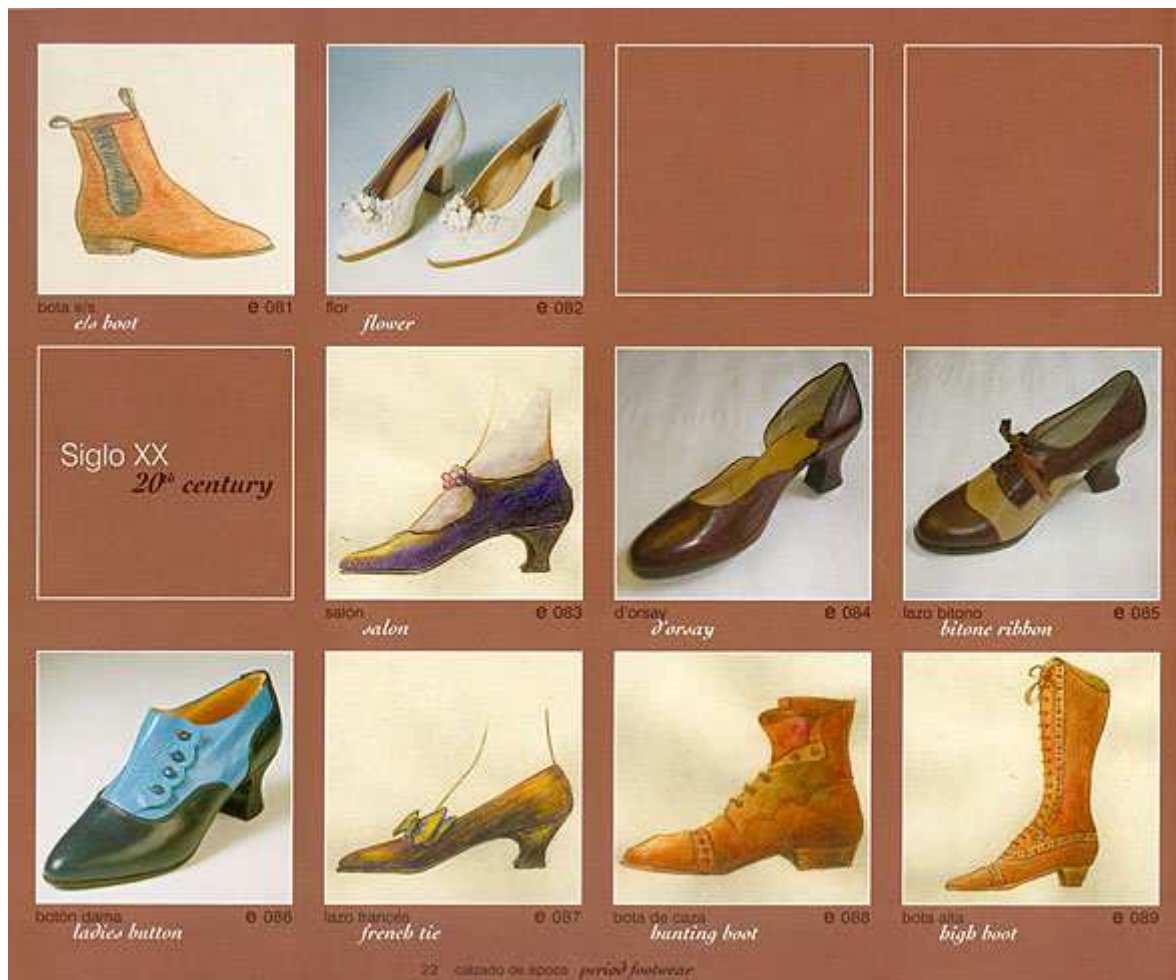 bota e/s e 081
e/s boot
flor e 082
flower
Siglo XX
20th century
salón e 083
salon
d'orsay e 084
d'orsay
lazo bitono e 085
bitone ribbon
botón dama e 086
ladies button
lazo francés e 087
french tie
bota de caza e 088
hunting boot
bota alta e 089
high boot
22 calzado de época period footwear